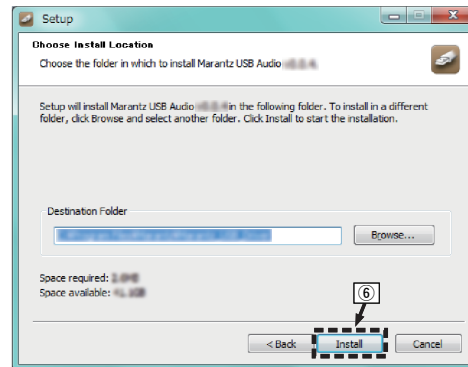 Setup
Choose Install Location
Choose the folder in which to install Marantz USB Audio
Setup will install Marantz USB Audio in the following folder. To install in a different
folder, click Browse and select another folder. Click Install to start the installation.
Destination Folder
Browse...
Space required:
Space available:
⑥
< Back Install Cancel